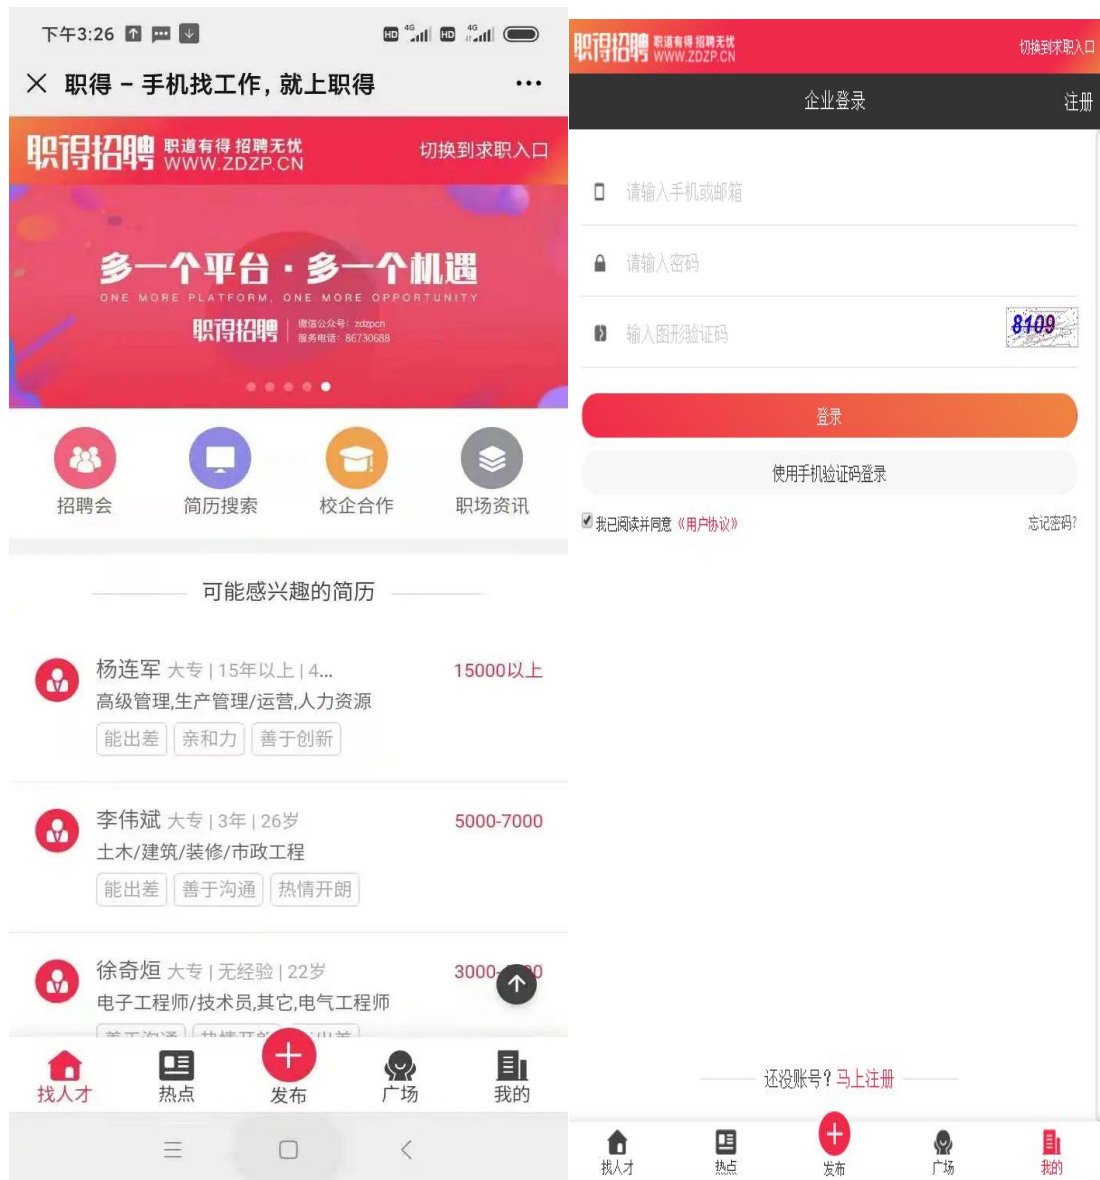 下午3:26
HD 4G HD 4G
职得 – 手机找工作，就上职得
职得招聘 职道有得 招聘无忧
WWW.ZDZP.CN
切换到求职入口
多一个平台·多一个机遇
ONE MORE PLATFORM, ONE MORE OPPORTUNITY
职得招聘
微信公众号：zdzpcn
服务电话：86730688
招聘会 简历搜索 校企合作 职场资讯
可能感兴趣的简历
杨连军 大专 | 15年以上 | 4... 15000以上
高级管理,生产管理/运营,人力资源
能出差 亲和力 善于创新
李伟斌 大专 | 3年 | 26岁 5000-7000
土木/建筑/装修/市政工程
能出差 善于沟通 热情开朗
徐奇烜 大专 | 无经验 | 22岁 3000-
电子工程师/技术员,其它,电气工程师
找人才 热点 发布 广场 我的
职得招聘 职道有得 招聘无忧
WWW.ZDZP.CN
切换到求职入口
企业登录 注册
请输入手机或邮箱
请输入密码
输入图形验证码 8109
登录
使用手机验证码登录
我已阅读并同意《用户协议》 忘记密码?
还没账号？马上注册
找人才 热点 发布 广场 我的